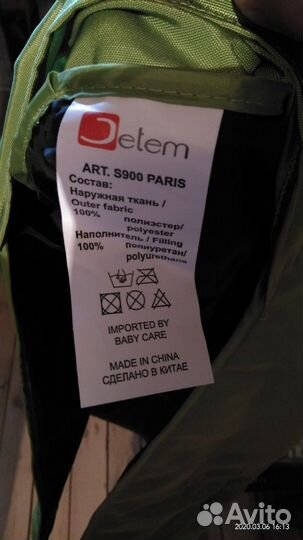 Jetem
ART. S900 PARIS
Состав:
Наружная ткань /
Outer fabric
100% полиэстер/
polyester
Наполнитель / Filling
100% полиуретан/
polyurethane
IMPORTED BY
BABY CARE
MADE IN CHINA
СДЕЛАНО В КИТАЕ
2020.03.06 16:13
Avito